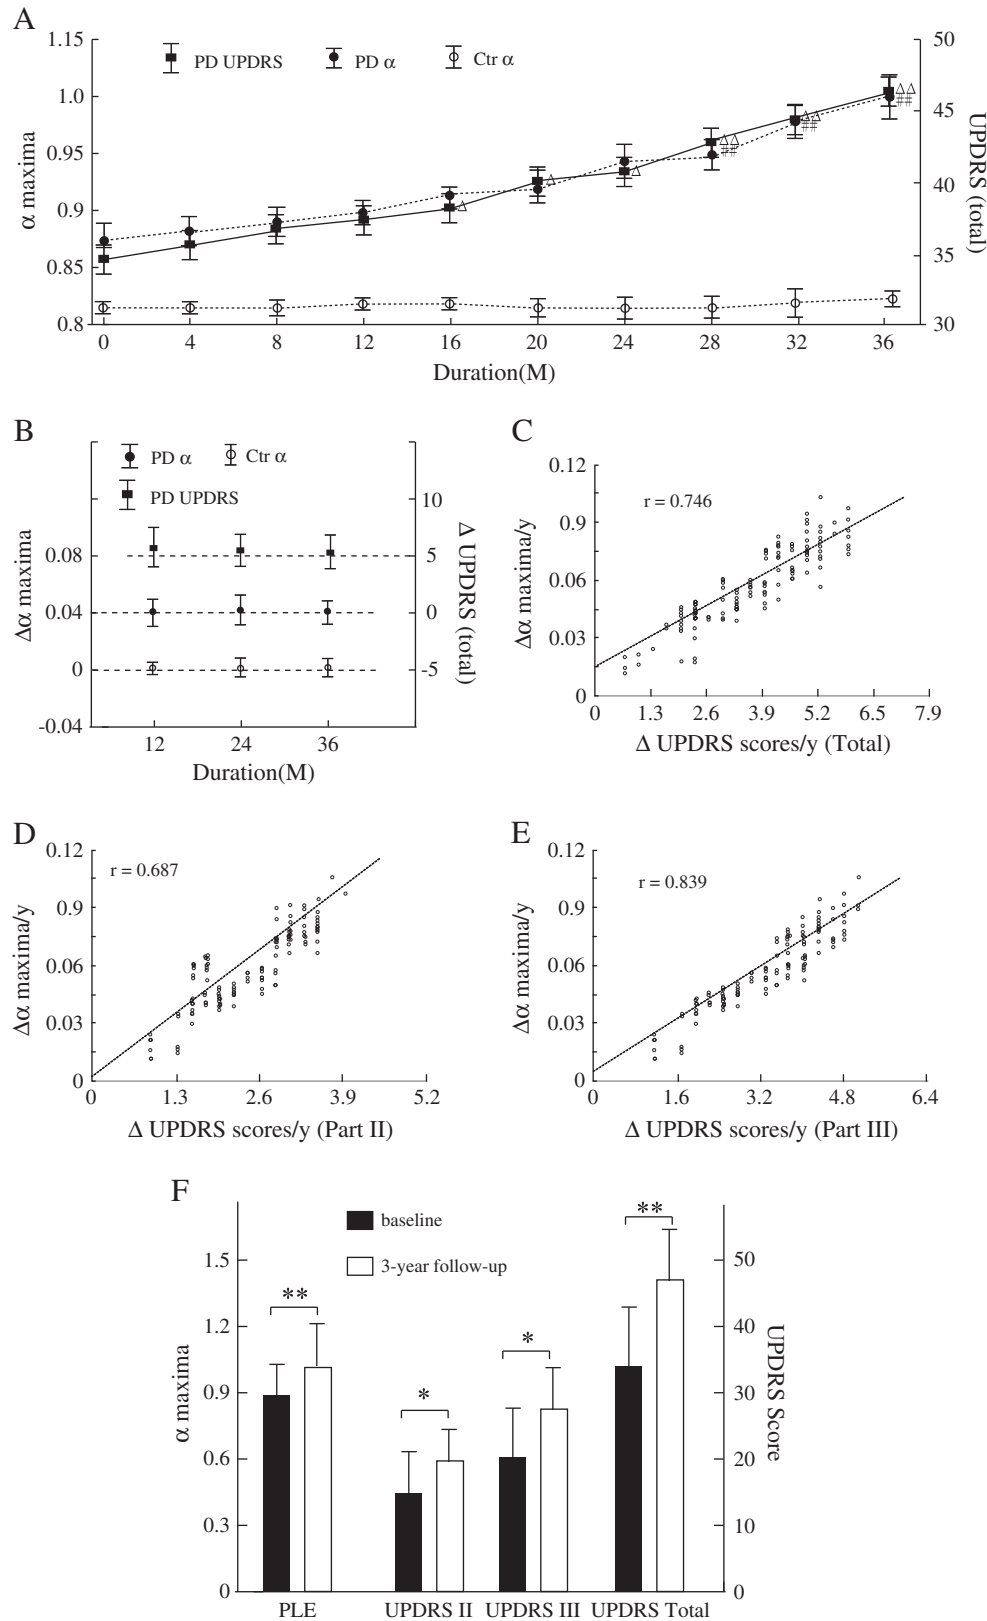 A
PD UPDRS
PD α
Ctr α
1.15
1.0
0.95
0.9
0.85
0.8
α maxima
50
45
40
35
30
UPDRS (total)
△
△
△
△△
##
△△
##
△△
##
0 4 8 12 16 20 24 28 32 36
Duration(M)
B
PD α
Ctr α
PD UPDRS
0.08
0.04
0
-0.04
Δα maxima
10
5
0
-5
Δ UPDRS (total)
12 24 36
Duration(M)
C
r = 0.746
0.12
0.9
0.06
0.03
0
Δα maxima/y
0 1.3 2.6 3.9 5.2 6.5 7.9
Δ UPDRS scores/y (Total)
D
r = 0.687
0.12
0.9
0.06
0.03
0
Δα maxima/y
0 1.3 2.6 3.9 5.2
Δ UPDRS scores/y (Part II)
E
r = 0.839
0.12
0.9
0.06
0.03
0
Δα maxima/y
0 1.6 3.2 4.8 6.4
Δ UPDRS scores/y (Part III)
F
baseline
3-year follow-up
1.5
1.2
0.9
0.6
0.3
0
α maxima
50
40
30
20
10
0
UPDRS Score
**
*
*
**
PLE UPDRS II UPDRS III UPDRS Total